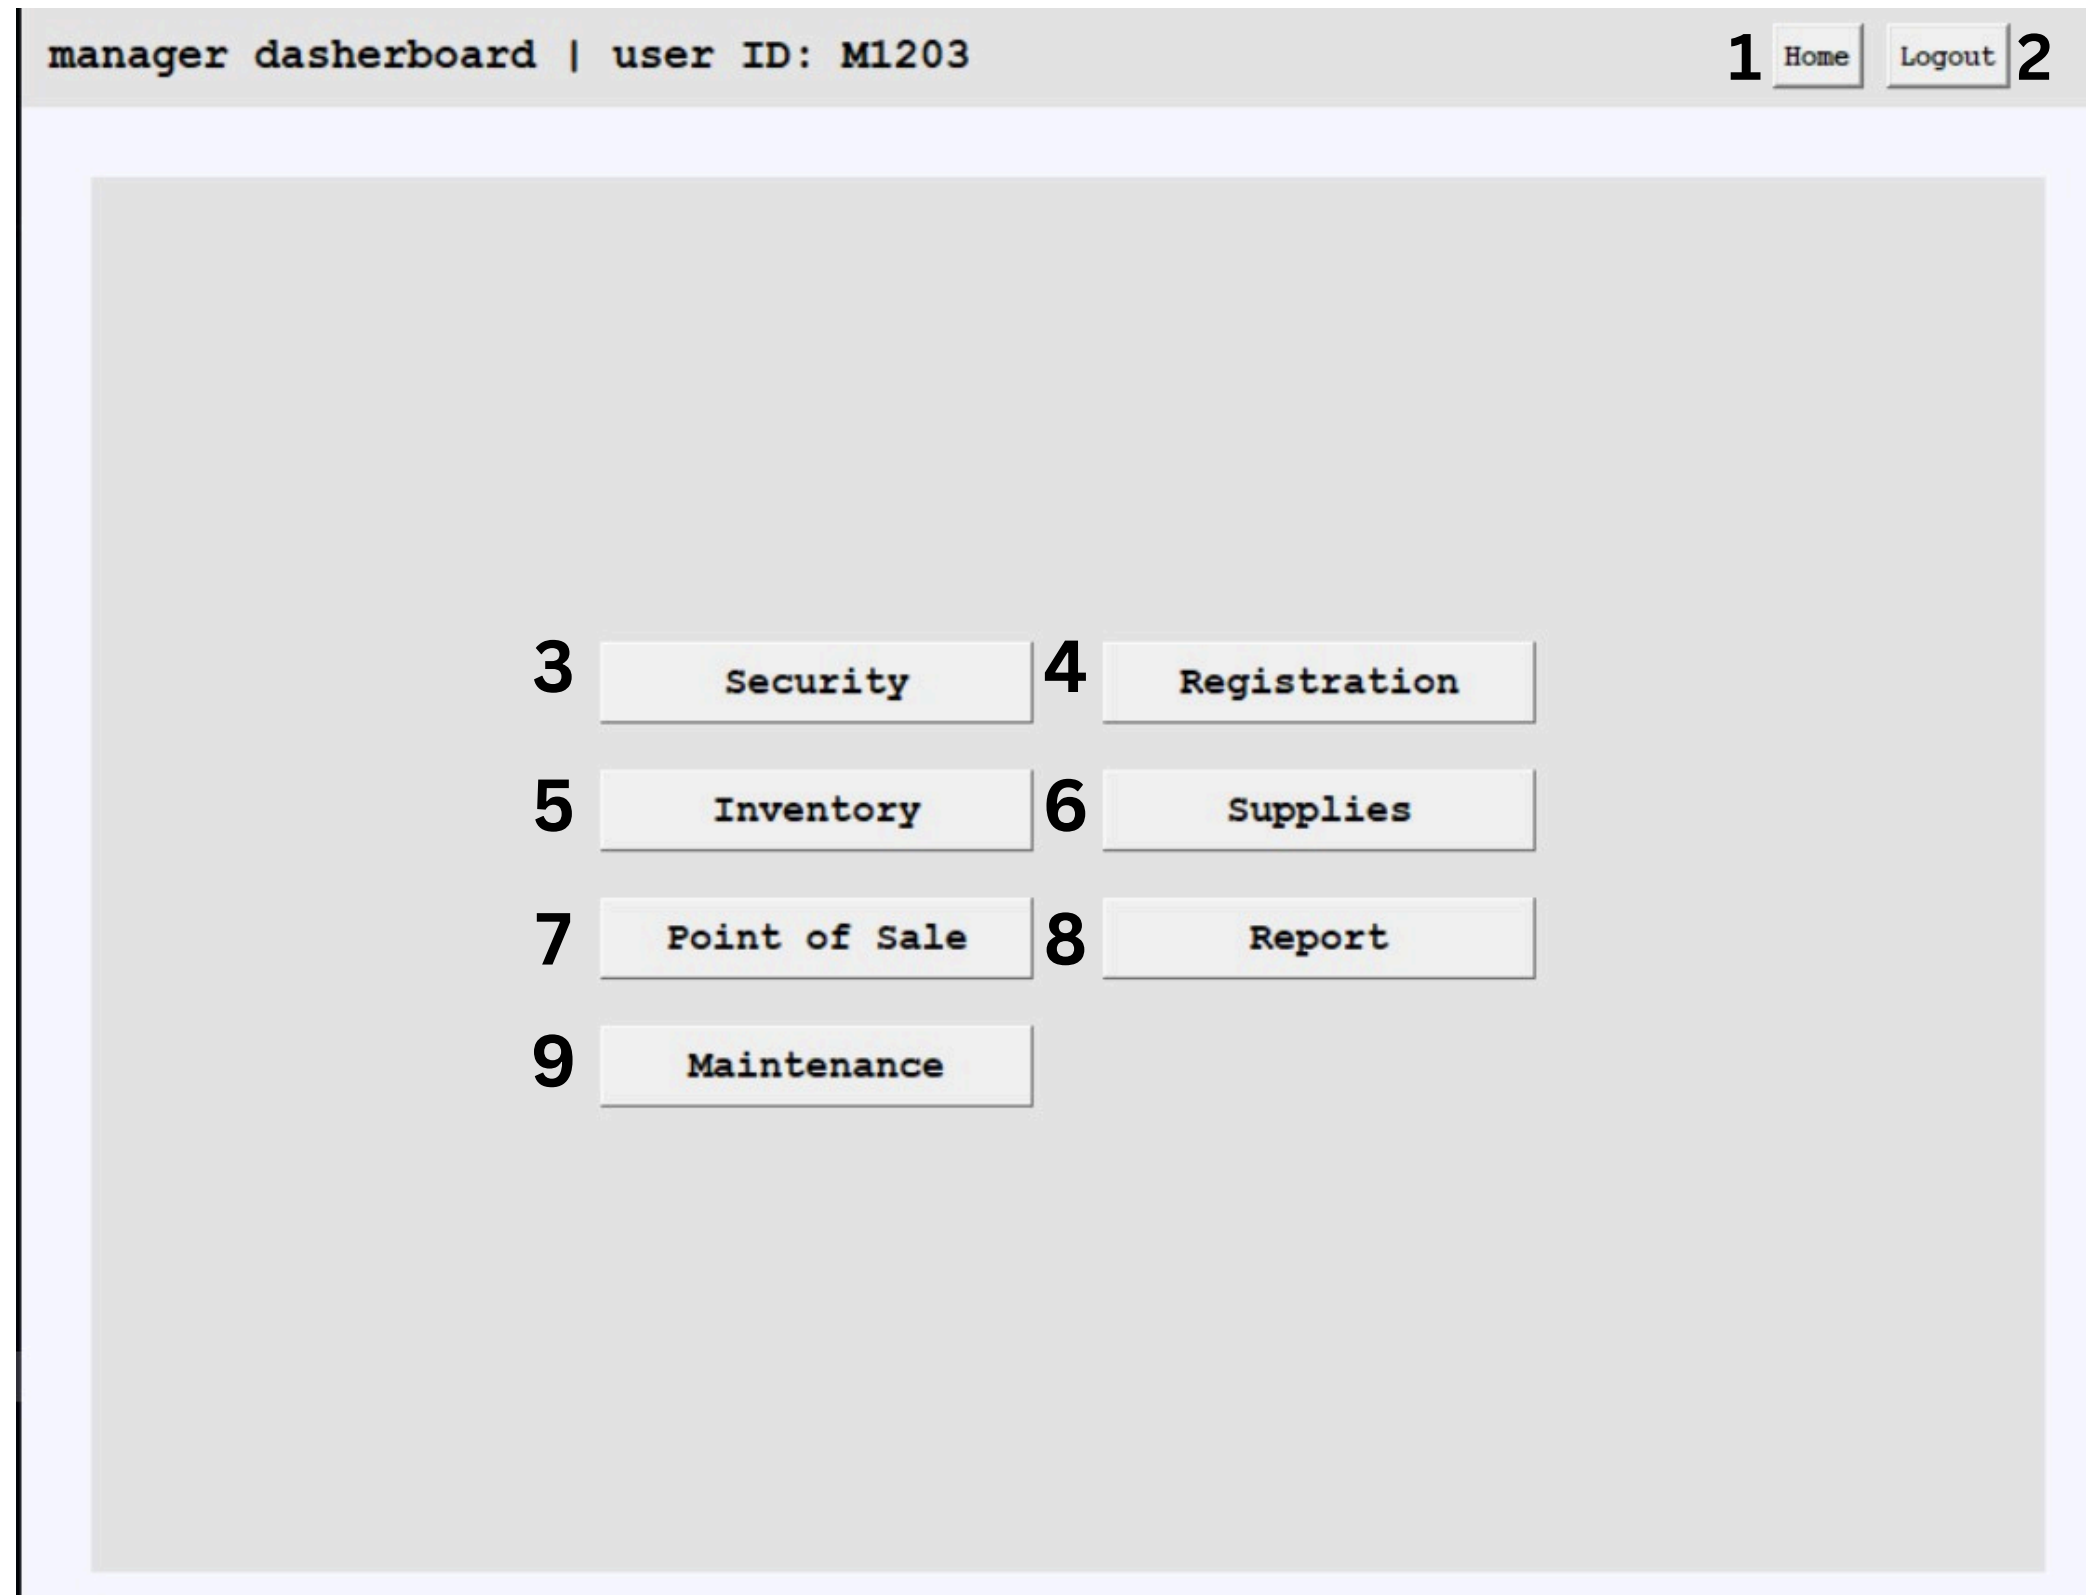 manager dasherboard | user ID: M1203 1 Home Logout 2
3 Security 4 Registration
5 Inventory 6 Supplies
7 Point of Sale 8 Report
9 Maintenance